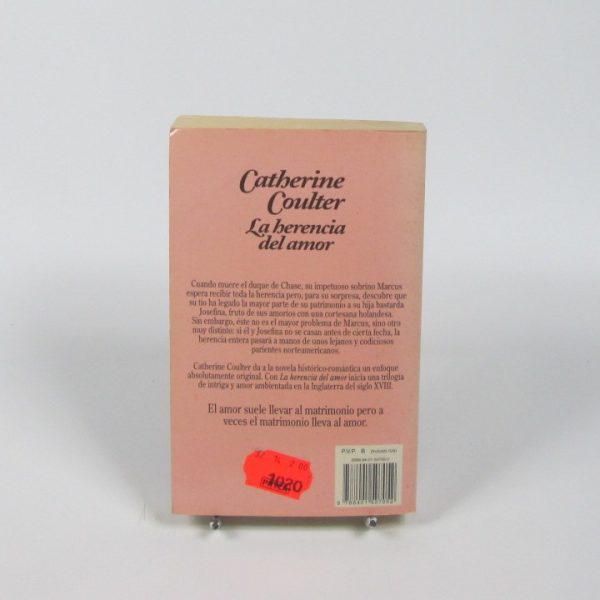 Catherine
Coulter
La herencia
del amor
Cuando muere el duque de Chase, su impetuoso sobrino Marcus
espera recibir toda la herencia pero, para su sorpresa, descubre que
su tío ha legado la mayor parte de su patrimonio a su hija bastarda
Josefina, fruto de sus amoríos con una cortesana holandesa.
Sin embargo, éste no es el mayor problema de Marcus, sino otro
muy distinto: si él y Josefina no se casan antes de cierta fecha, la
herencia entera pasará a manos de unos lejanos y codiciosos
parientes norteamericanos.
Catherine Coulter da a la novela histórico-romántica un enfoque
absolutamente original. Con La herencia del amor inicia una trilogía
de intriga y amor ambientada en la Inglaterra del siglo XVIII.
El amor suele llevar al matrimonio pero a
veces el matrimonio lleva al amor.
1020
P.V.P. B